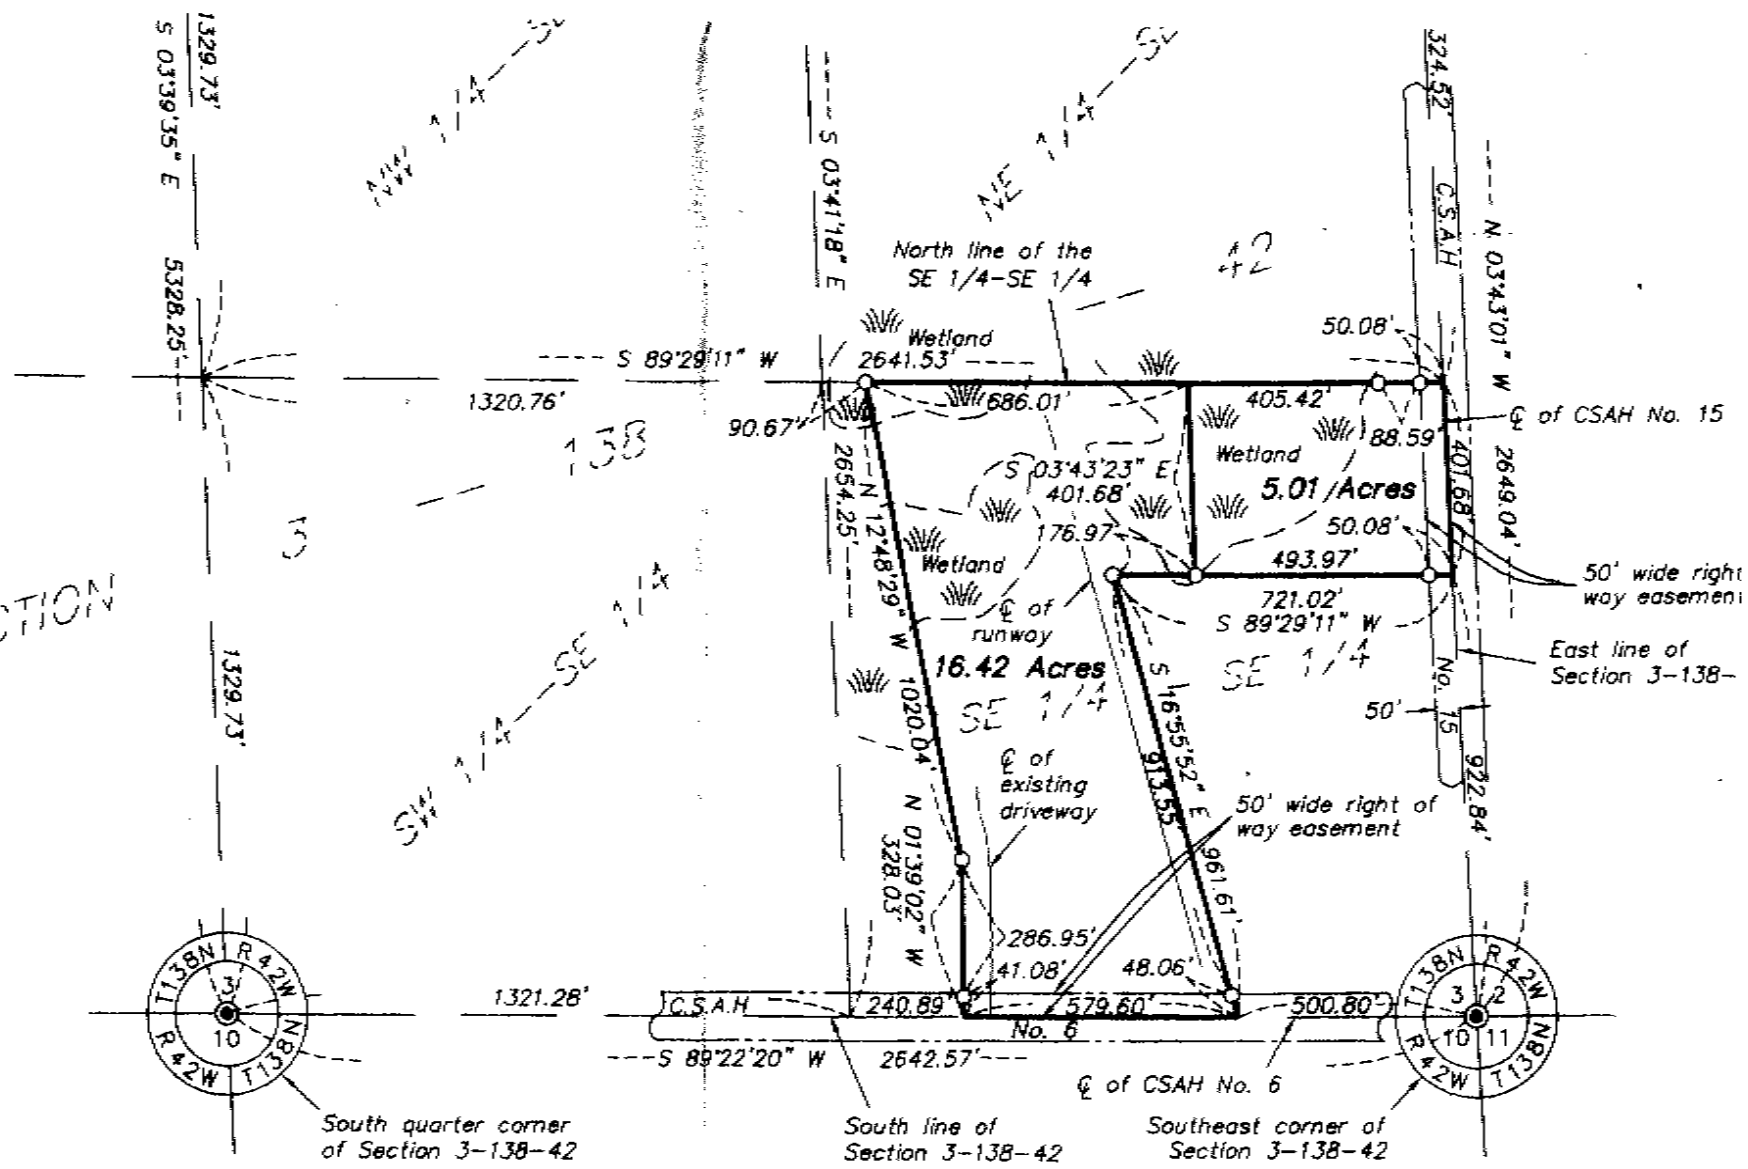 1329.73'
S 03°39'35" E
5328.25'
NW 1/4
S 03°41'18" E
NE 1/4
324.52'
C.S.A.H
N 03°43'01" W
2649.04'
North line of the
SE 1/4-SE 1/4
42
50.08'
Wetland
S 89°29'11" W
2641.53'
1320.76'
90.67'
686.01'
405.42'
88.59'
℄ of CSAH No. 15
401.68'
138
3
2654.25'
N 12°48'29" W
1020.04'
S 03°43'23" E
401.68'
176.97'
Wetland
5.01 Acres
50.08'
493.97'
721.02'
S 89°29'11" W
Wetland
℄ of
runway
50' wide right
way easement
16.42 Acres
SE 1/4
SE 1/4
East line of
Section 3-138-
CTION
1329.73'
SW 1/4 SE 1/4
S 16°55'52" E
913.55'
961.61'
50'
No. 15
922.84'
℄ of
existing
driveway
50' wide right of
way easement
N 01°39'02" W
328.03'
286.95'
41.08'
48.06'
1321.28'
C.S.A.H
240.89'
579.60'
No. 6
500.80'
S 89°22'20" W
2642.57'
℄ of CSAH No. 6
T138N R42W
3
10
R42W T138N
T138N R42W
3 2
10 11
R42W T138N
South quarter corner
of Section 3-138-42
South line of
Section 3-138-42
Southeast corner of
Section 3-138-42